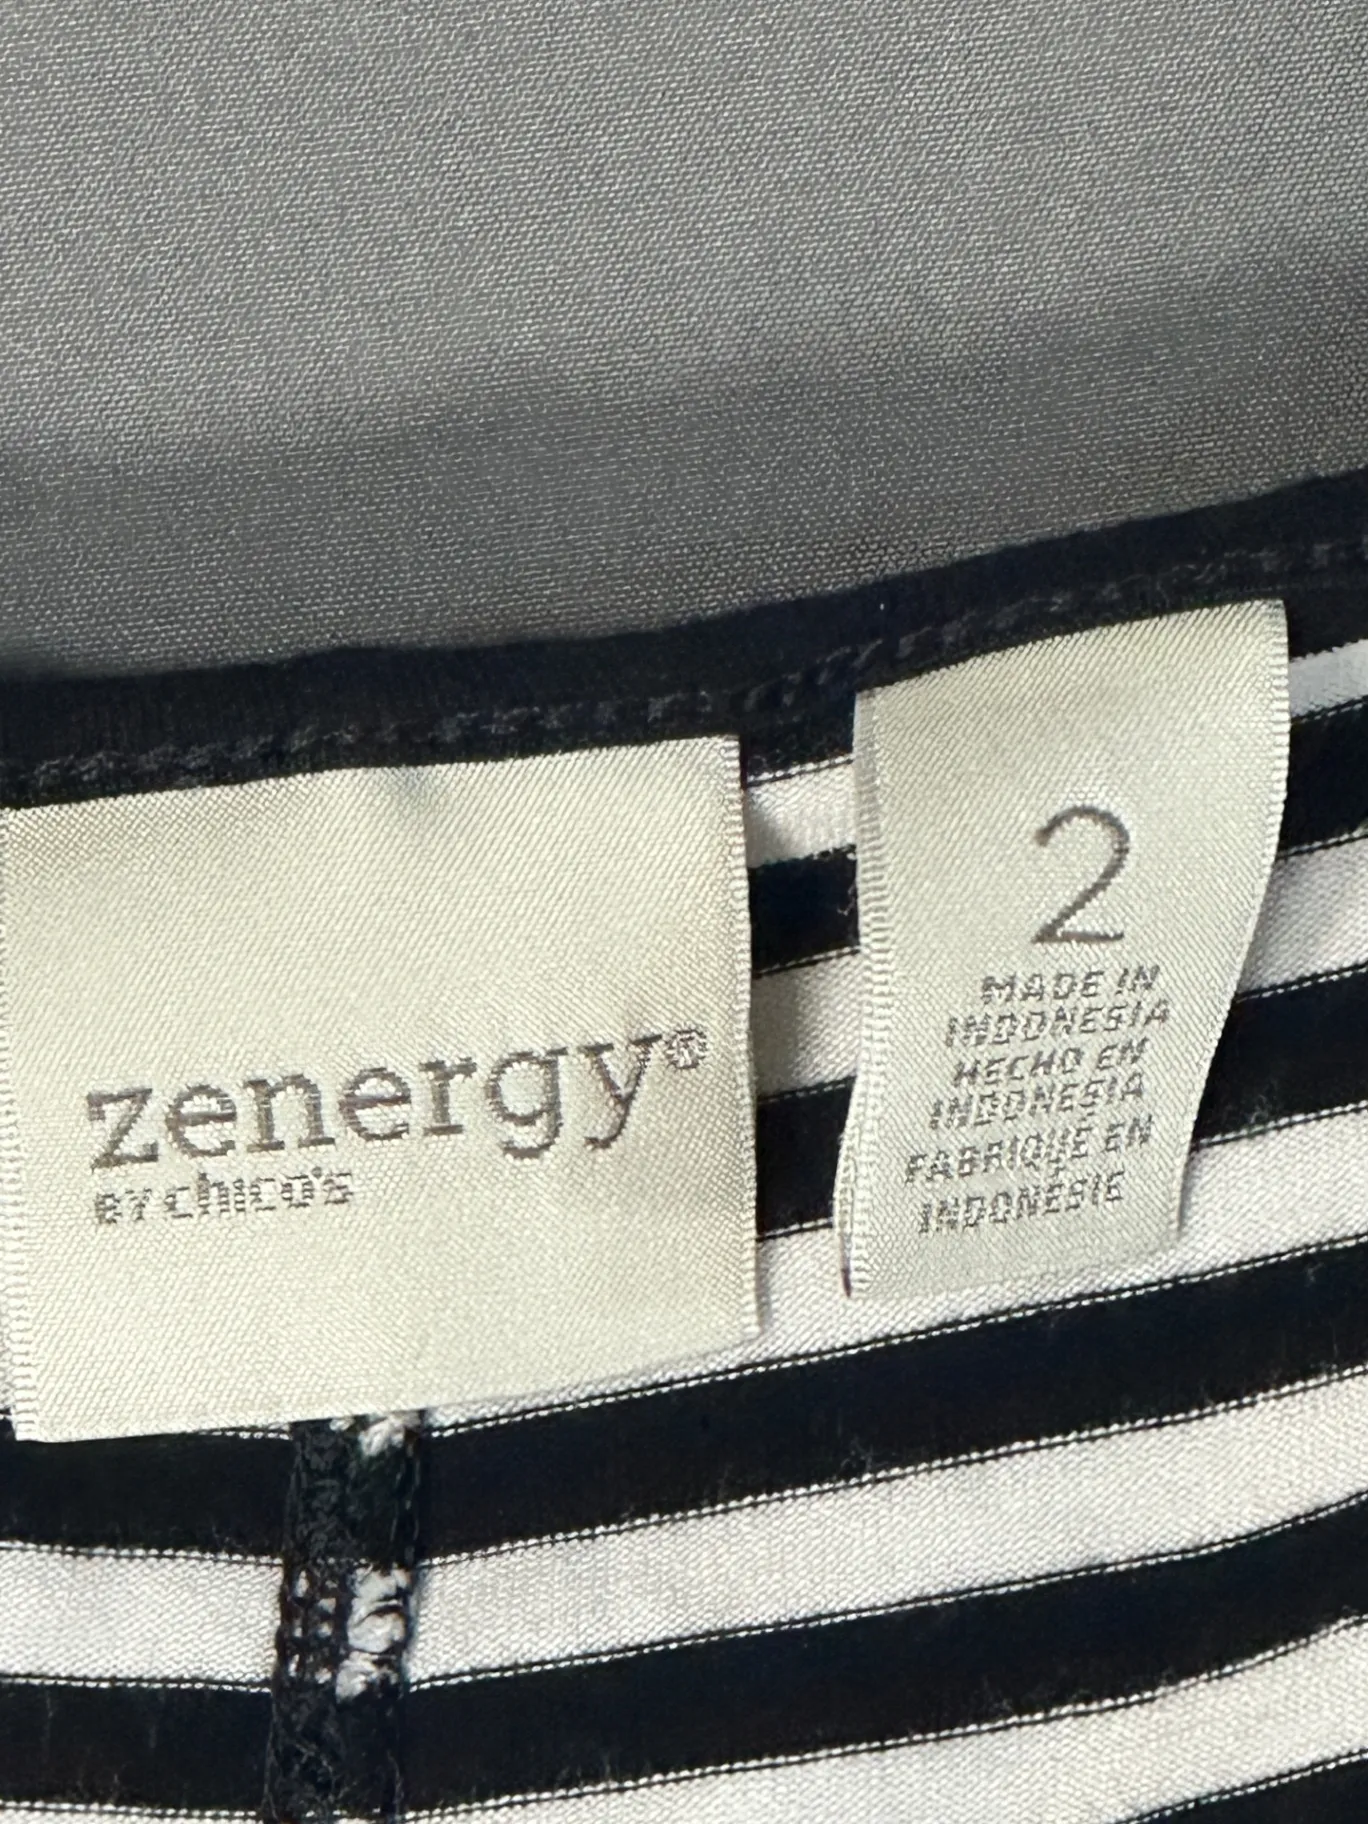 zenergy®
BY chico's
2
MADE IN
INDONESIA
HECHO EN
INDONESIA
FABRIQUE EN
INDONESIE